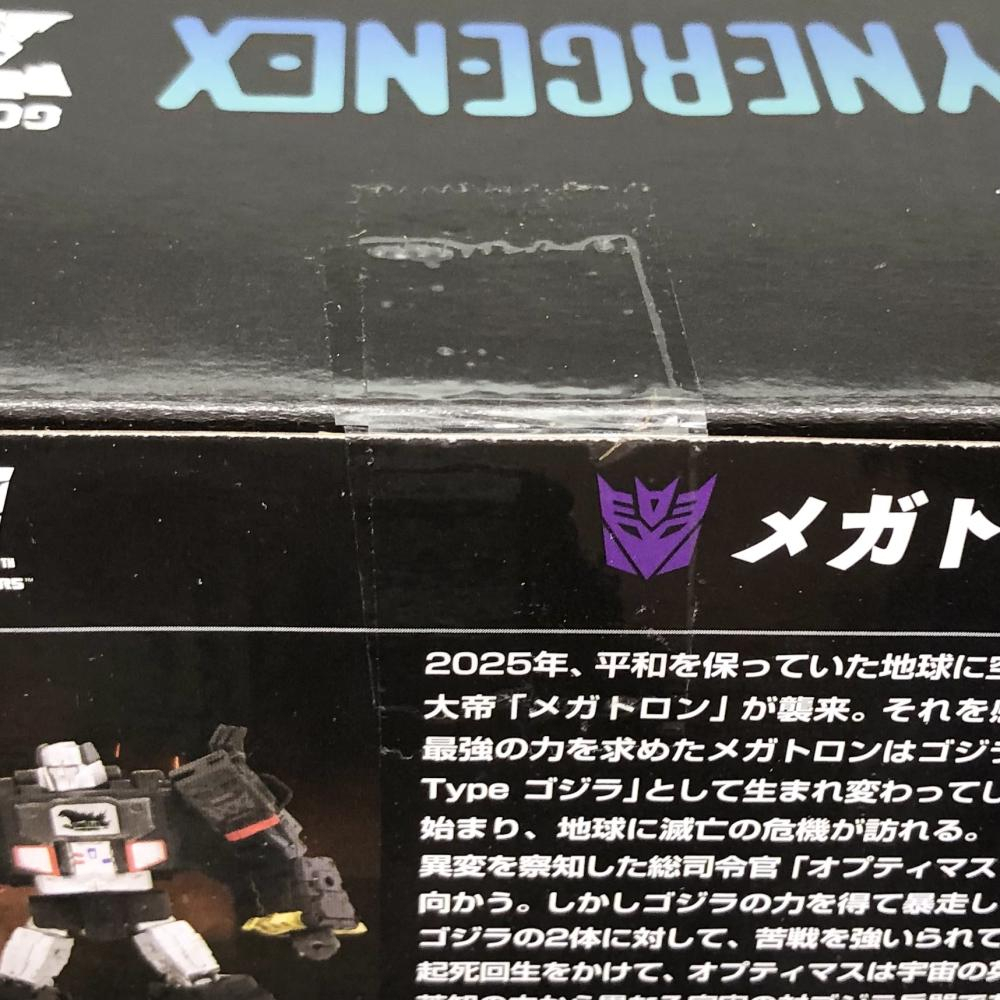 YNERGENEX
GO
メガト
TH
RS™
2025年、平和を保っていた地球に空
大帝「メガトロン」が襲来。それを
最強の力を求めたメガトロンはゴジラ
Type ゴジラ」として生まれ変わってし
始まり、地球に滅亡の危機が訪れる。
異変を察知した総司令官「オプティマス
向かう。しかしゴジラの力を得て暴走し
ゴジラの2体に対して、苦戦を強いられて
起死回生をかけて、オプティマスは宇宙の英